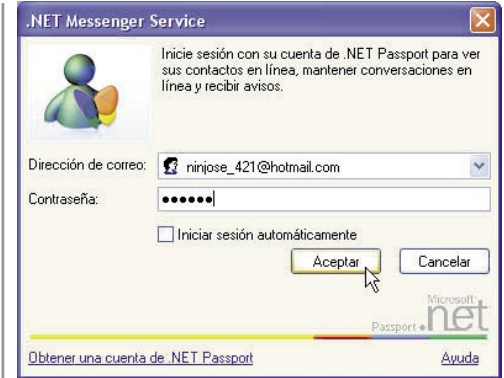 .NET Messenger Service
Inicie sesión con su cuenta de .NET Passport para ver
sus contactos en línea, mantener conversaciones en
línea y recibir avisos.
Dirección de correo: ninjose_421@hotmail.com
Contraseña: ●●●●●●
Iniciar sesión automáticamente
Aceptar Cancelar
Microsoft
Passport net
Obtener una cuenta de .NET Passport Ayuda